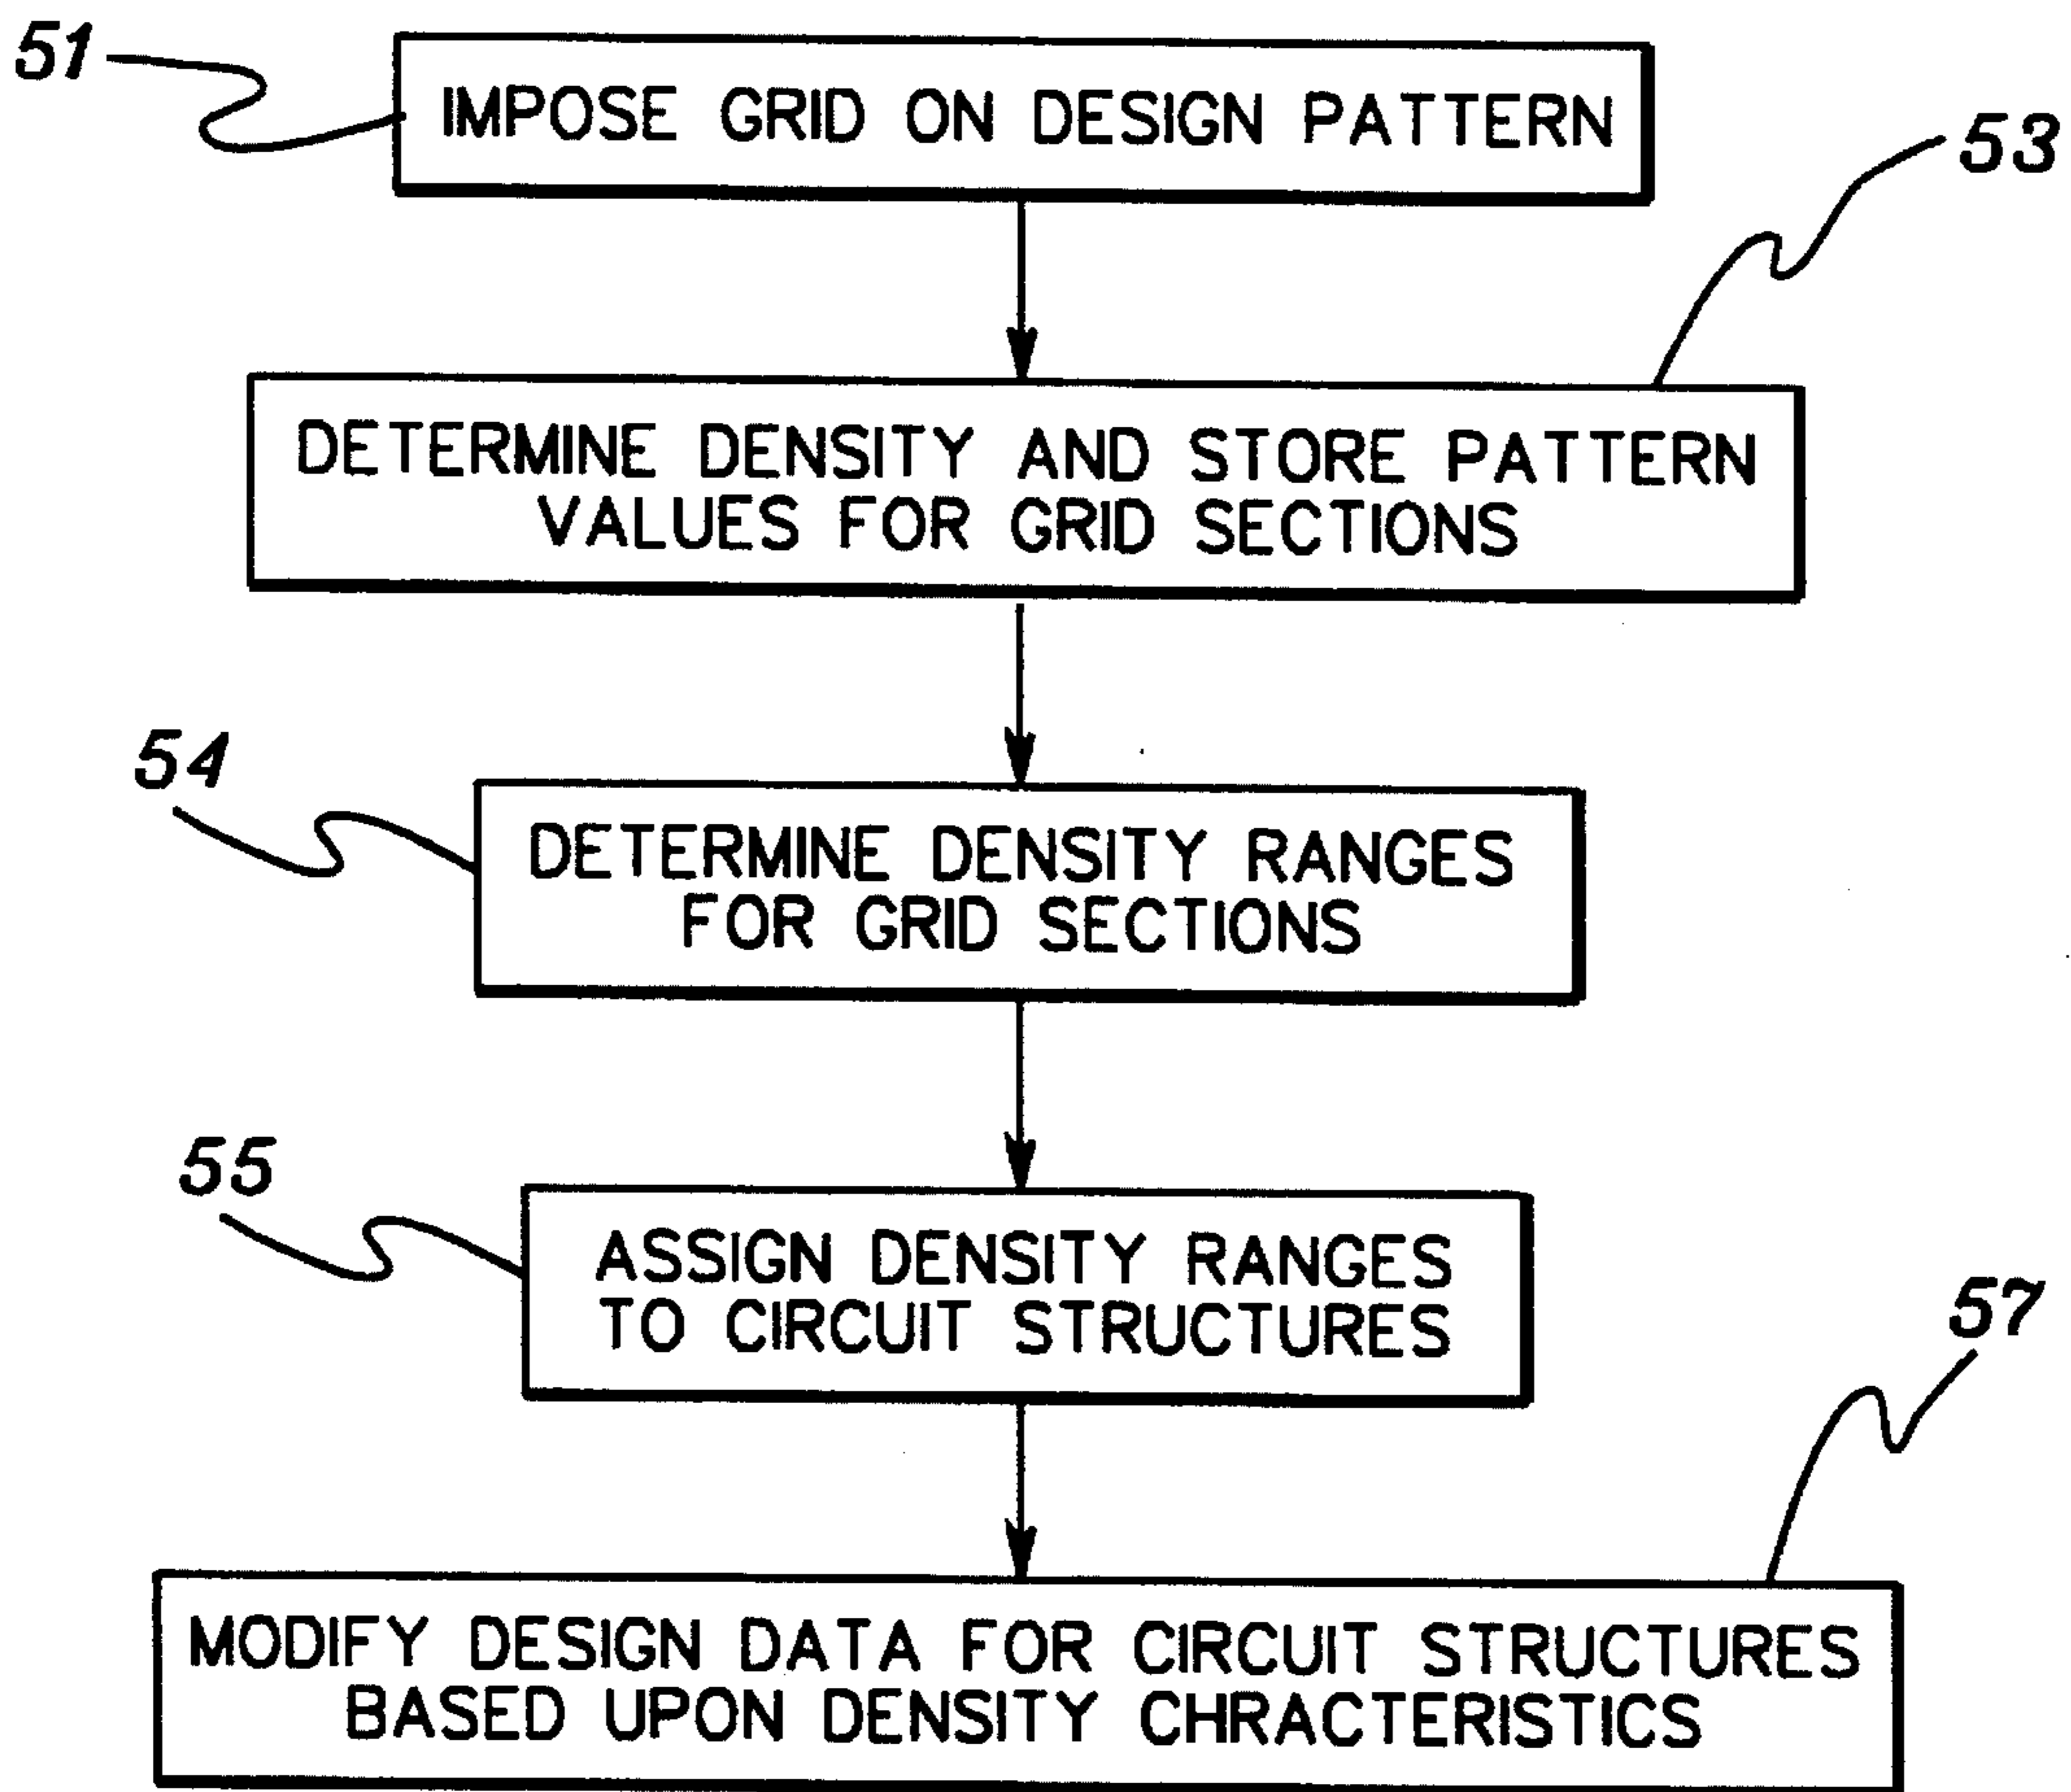 51
IMPOSE GRID ON DESIGN PATTERN
53
DETERMINE DENSITY AND STORE PATTERN
VALUES FOR GRID SECTIONS
54
DETERMINE DENSITY RANGES
FOR GRID SECTIONS
55
ASSIGN DENSITY RANGES
TO CIRCUIT STRUCTURES
57
MODIFY DESIGN DATA FOR CIRCUIT STRUCTURES
BASED UPON DENSITY CHRACTERISTICS